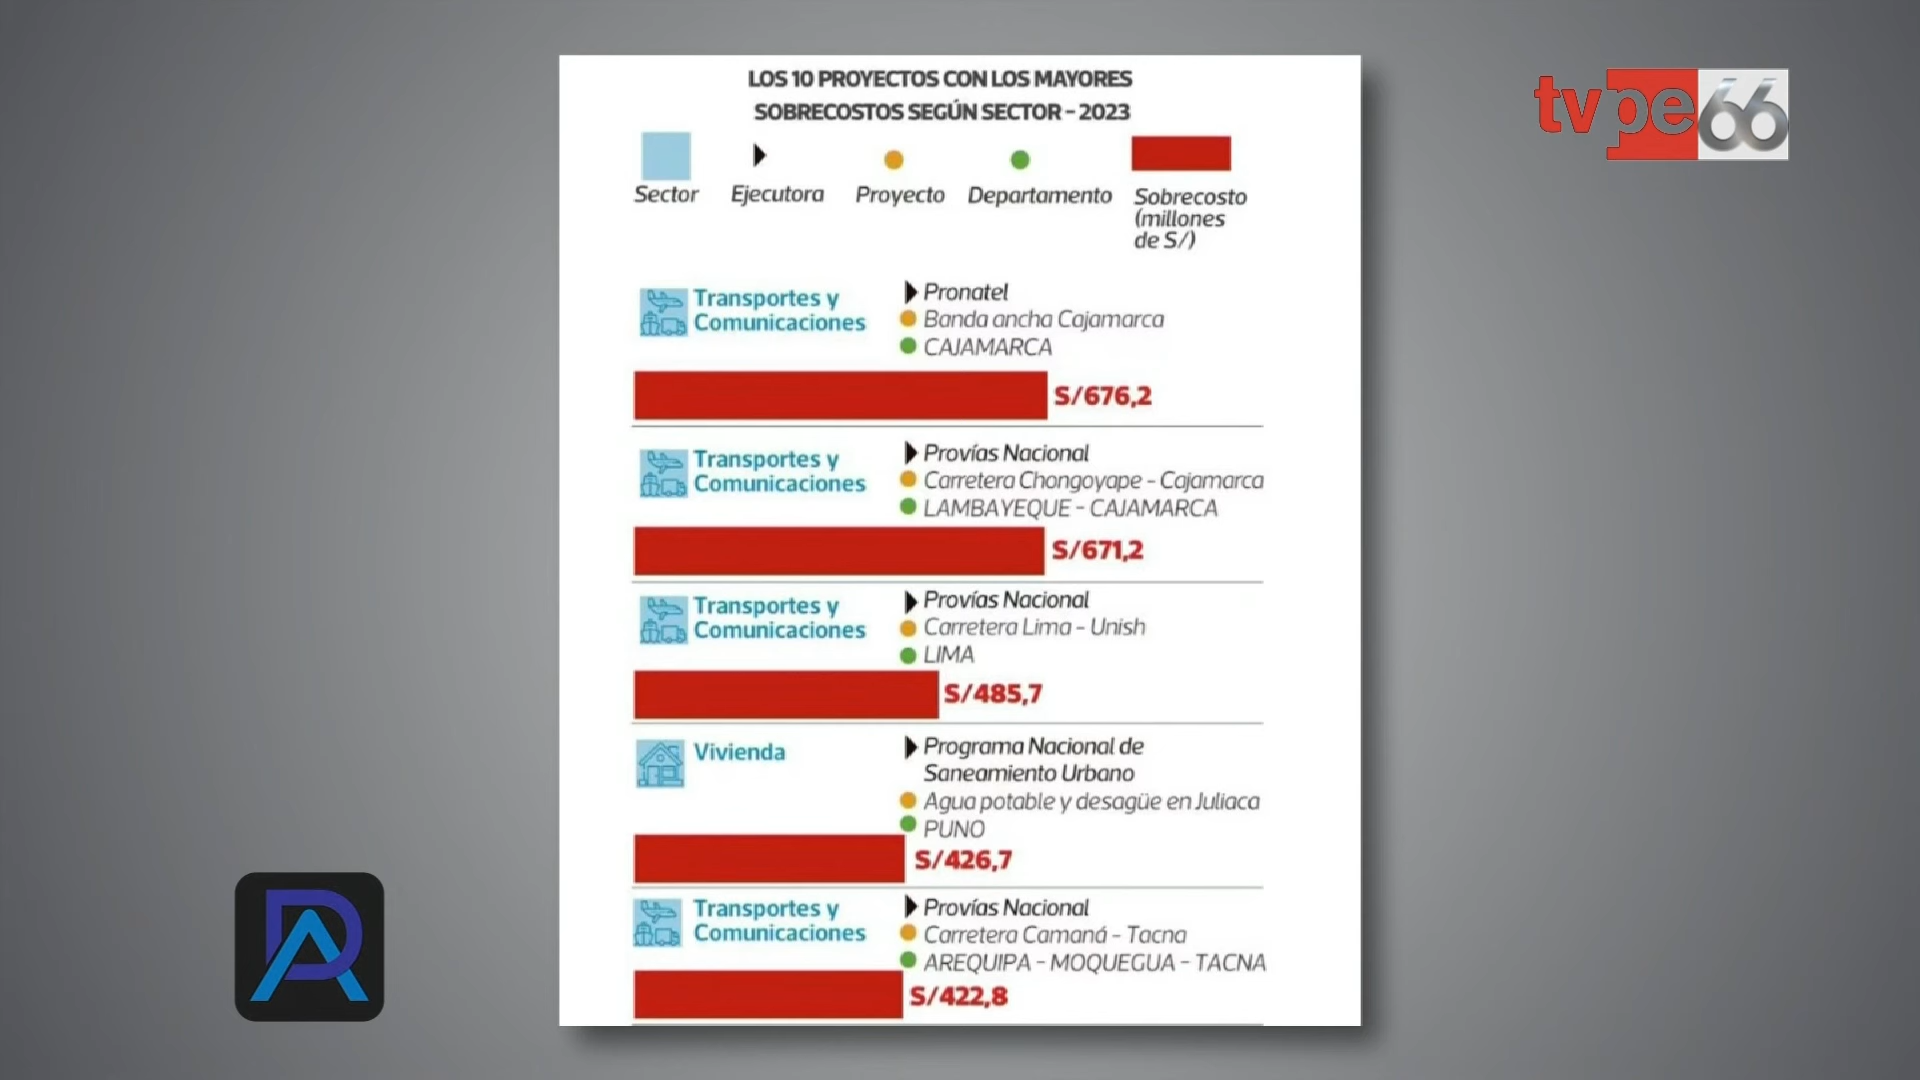 LOS 10 PROYECTOS CON LOS MAYORES
SOBRECOSTOS SEGÚN SECTOR – 2023
tvpe66
Sector
Ejecutora
Proyecto
Departamento
Sobrecosto
(millones
de S/)
Transportes y
Comunicaciones
Pronatel
Banda ancha Cajamarca
CAJAMARCA
S/676,2
Transportes y
Comunicaciones
Provías Nacional
Carretera Chongoyape - Cajamarca
LAMBAYEQUE - CAJAMARCA
S/671,2
Transportes y
Comunicaciones
Provías Nacional
Carretera Lima - Unish
LIMA
S/485,7
Vivienda
Programa Nacional de
Saneamiento Urbano
Agua potable y desagüe en Juliaca
PUNO
S/426,7
Transportes y
Comunicaciones
Provías Nacional
Carretera Camaná - Tacna
AREQUIPA - MOQUEGUA - TACNA
S/422,8